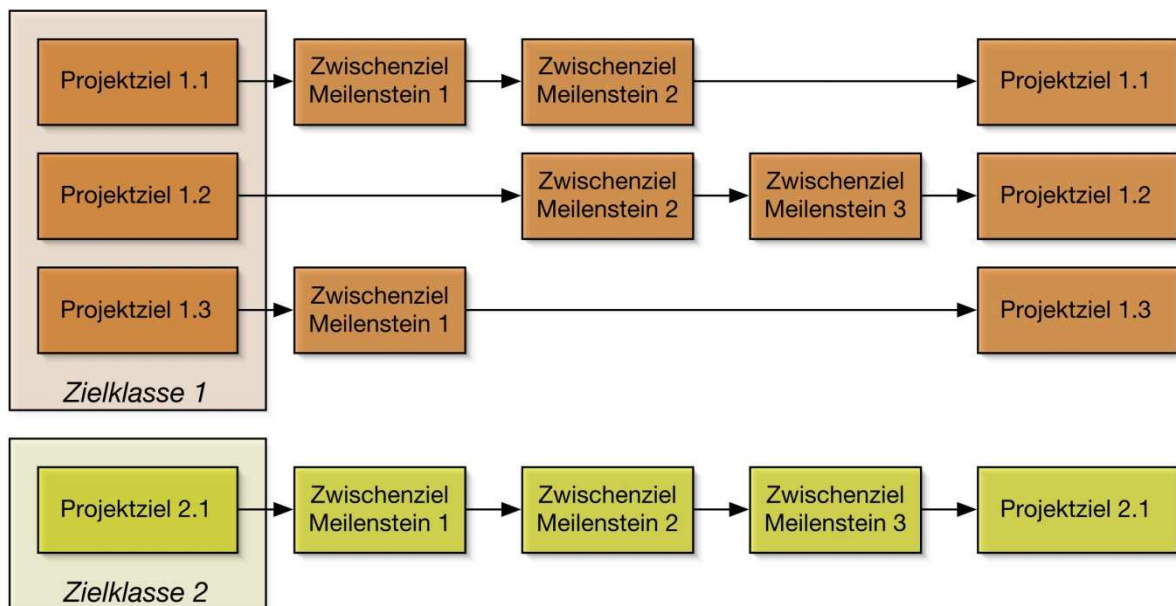 Projektziel 1.1
Zwischenziel
Meilenstein 1
Zwischenziel
Meilenstein 2
Projektziel 1.1
Projektziel 1.2
Zwischenziel
Meilenstein 2
Zwischenziel
Meilenstein 3
Projektziel 1.2
Projektziel 1.3
Zwischenziel
Meilenstein 1
Projektziel 1.3
Zielklasse 1
Projektziel 2.1
Zwischenziel
Meilenstein 1
Zwischenziel
Meilenstein 2
Zwischenziel
Meilenstein 3
Projektziel 2.1
Zielklasse 2